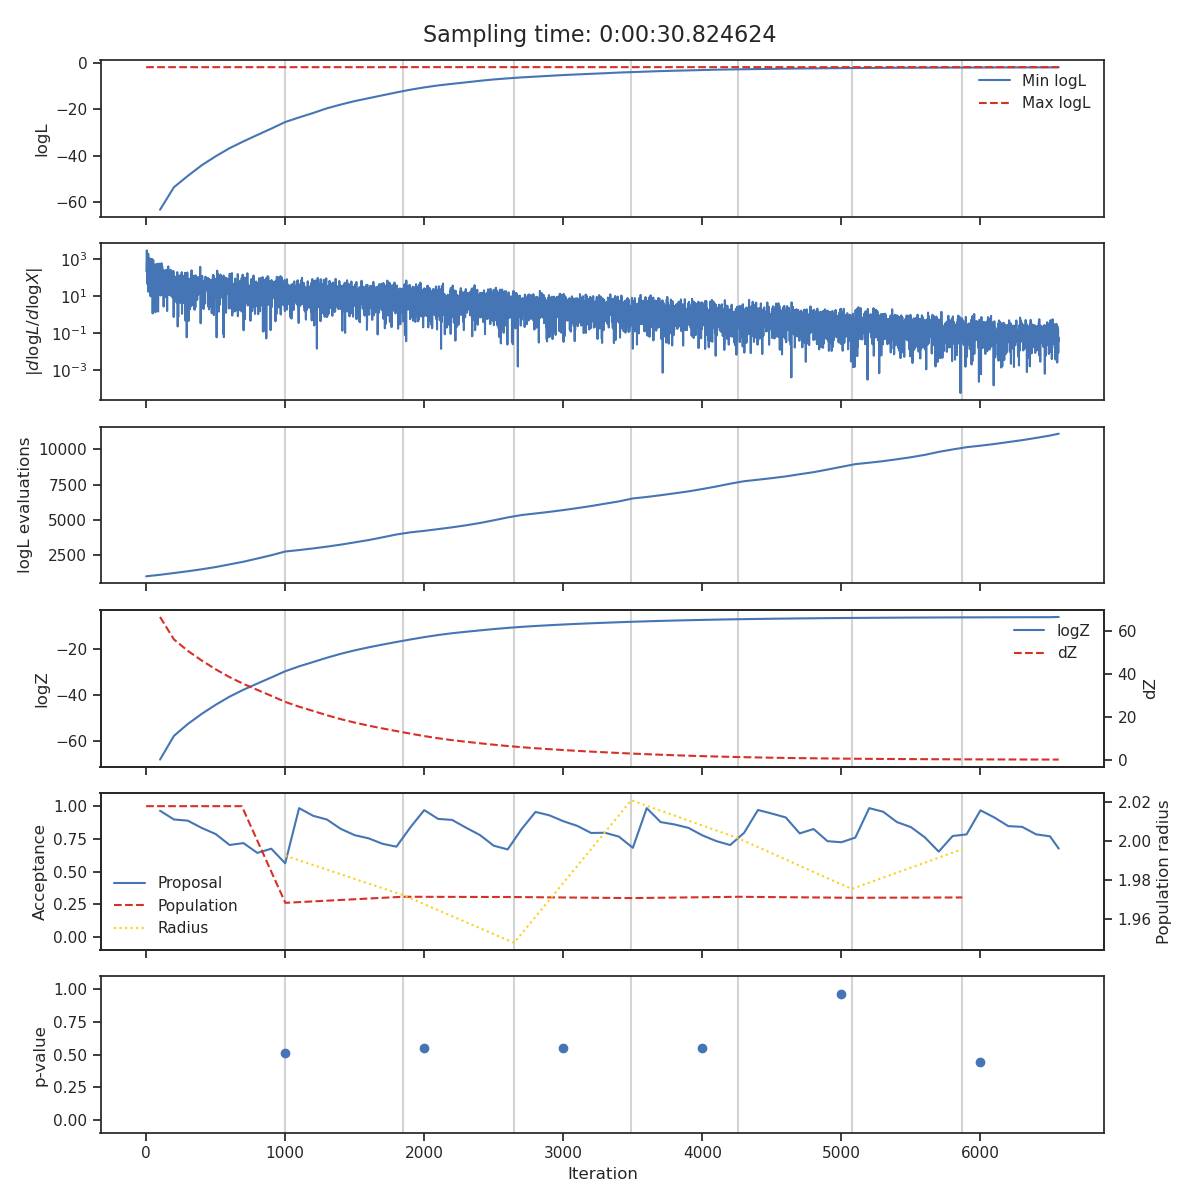 Sampling time: 0:00:30.824624
0
−20
−40
−60
logL
Min logL
Max logL
10^3
10^1
10^−1
10^−3
|dlogL/dlogX|
10000
7500
5000
2500
logL evaluations
−20
−40
−60
logZ
logZ
dZ
60
40
20
0
dZ
1.00
0.75
0.50
0.25
0.00
Acceptance
Proposal
Population
Radius
2.02
2.00
1.98
1.96
Population radius
1.00
0.75
0.50
0.25
0.00
p-value
0 1000 2000 3000 4000 5000 6000
Iteration